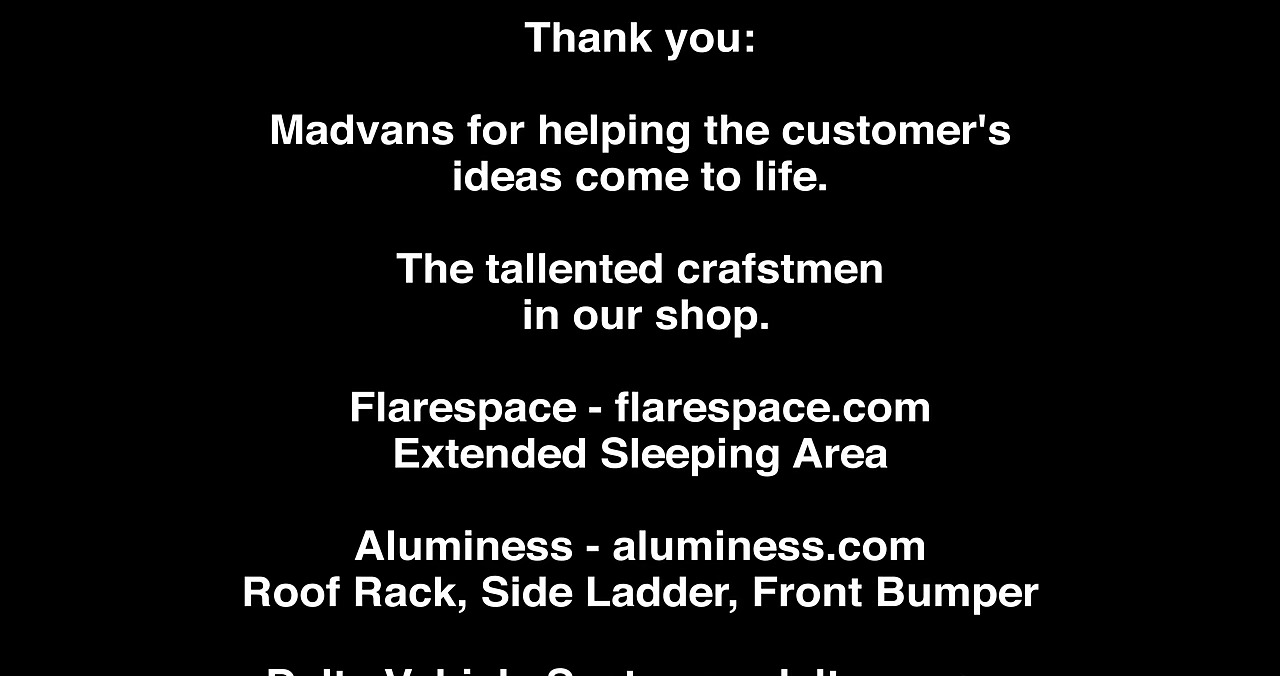 Thank you:
Madvans for helping the customer's
ideas come to life.
The tallented crafstmen
in our shop.
Flarespace - flarespace.com
Extended Sleeping Area
Aluminess - aluminess.com
Roof Rack, Side Ladder, Front Bumper